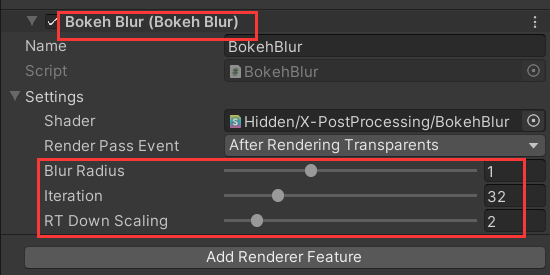 Bokeh Blur (Bokeh Blur)
Name BokehBlur
Script BokehBlur
Settings
Shader Hidden/X-PostProcessing/BokehBlur
Render Pass Event After Rendering Transparents
Blur Radius 1
Iteration 32
RT Down Scaling 2
Add Renderer Feature